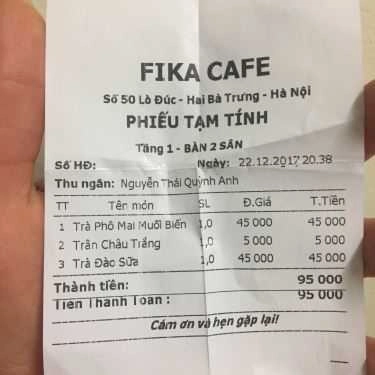 FIKA CAFE
Số 50 Lò Đúc - Hai Bà Trưng - Hà Nội
PHIẾU TẠM TÍNH
Tầng 1 - BÀN 2 SÂN
Số HĐ: Ngày: 22.12.2017 20.38
Thu ngân: Nguyễn Thái Quỳnh Anh
TT Tên món SL Đ.Giá T.Tiền
1 Trà Phô Mai Muối Biển 1,0 45 000 45 000
2 Trân Châu Trắng 1,0 5 000 5 000
3 Trà Đào Sữa 1,0 45 000 45 000
Thành tiền: 95 000
Tiền Thanh Toán : 95 000
Cám ơn và hẹn gặp lại!